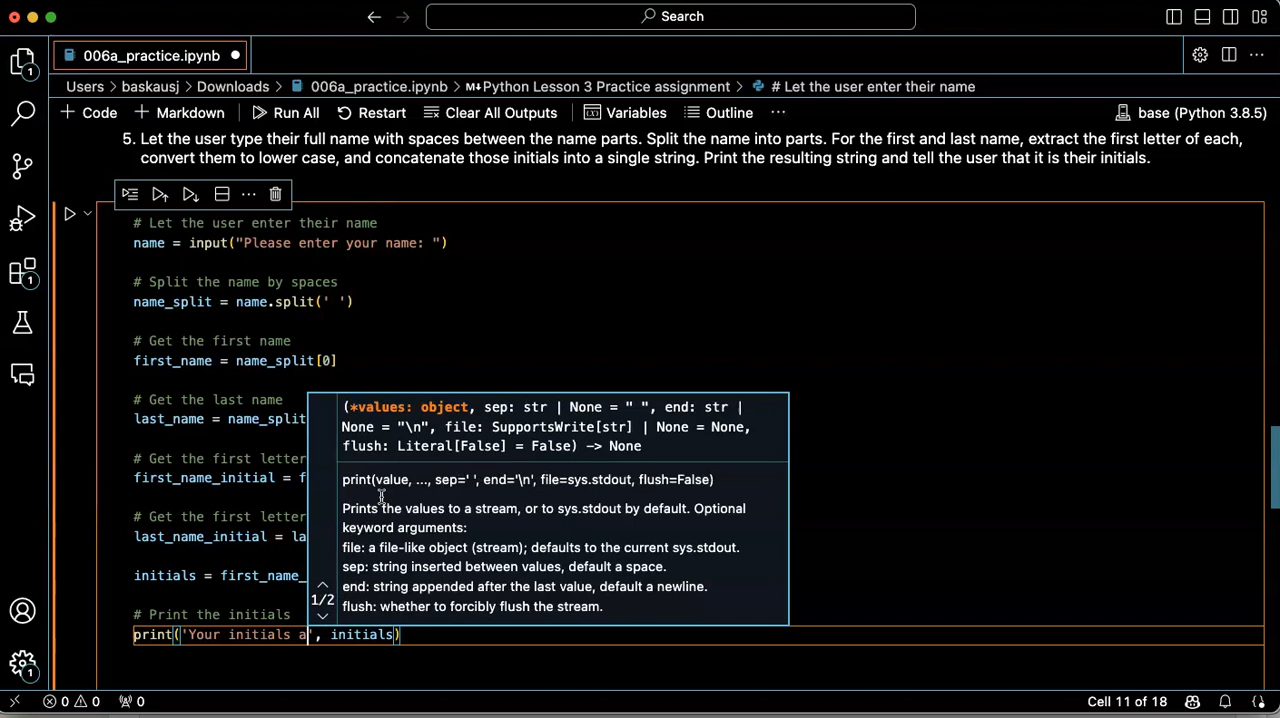 Search
006a_practice.ipynb
Users baskausj Downloads 006a_practice.ipynb M↓Python Lesson 3 Practice assignment # Let the user enter their name
+ Code + Markdown Run All Restart Clear All Outputs Variables Outline ... base (Python 3.8.5)
5. Let the user type their full name with spaces between the name parts. Split the name into parts. For the first and last name, extract the first letter of each,
convert them to lower case, and concatenate those initials into a single string. Print the resulting string and tell the user that it is their initials.
# Let the user enter their name
name = input("Please enter your name: ")
# Split the name by spaces
name_split = name.split(' ')
# Get the first name
first_name = name_split[0]
# Get the last name
last_name = name_split
# Get the first letter
first_name_initial = f
# Get the first letter
last_name_initial = la
initials = first_name_
# Print the initials
print('Your initials a', initials)
(*values: object, sep: str | None = " ", end: str |
None = "\n", file: SupportsWrite[str] | None = None,
flush: Literal[False] = False) -> None
print(value, ..., sep=' ', end='\n', file=sys.stdout, flush=False)
Prints the values to a stream, or to sys.stdout by default. Optional
keyword arguments:
file: a file-like object (stream); defaults to the current sys.stdout.
sep: string inserted between values, default a space.
end: string appended after the last value, default a newline.
flush: whether to forcibly flush the stream.
1/2
1
1
1
0 0 0 Cell 11 of 18